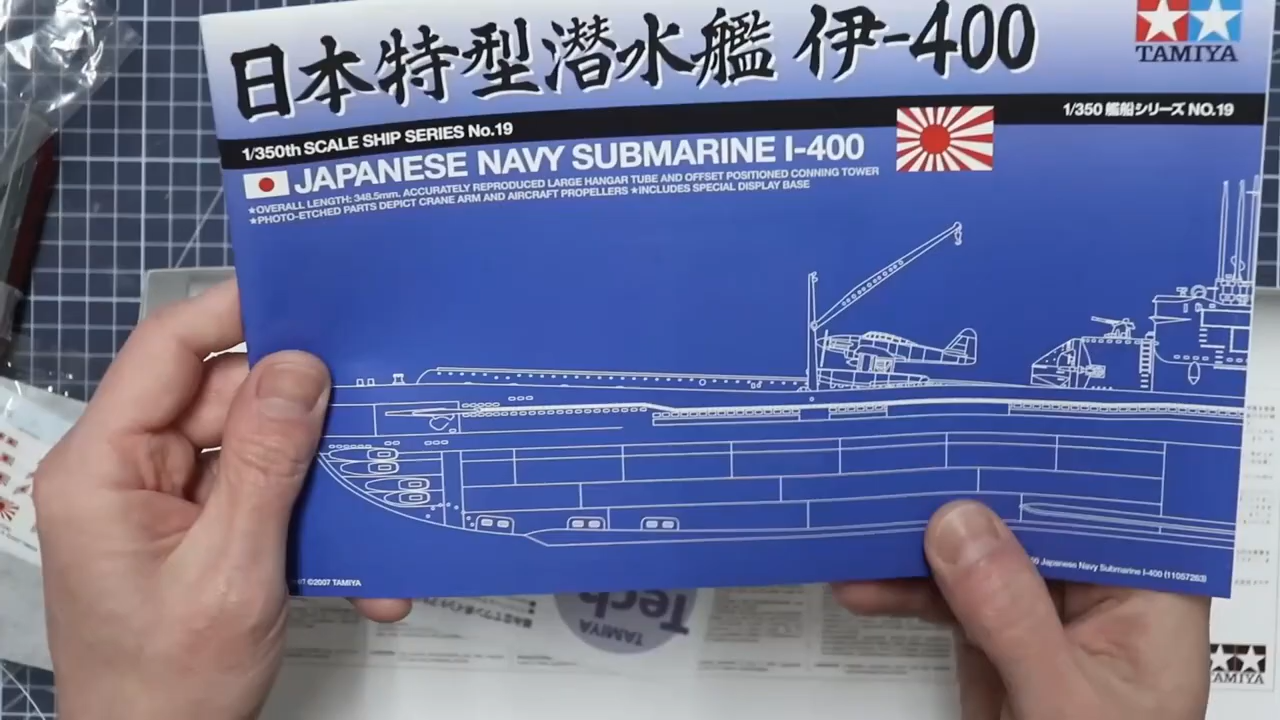 日本特型潜水艦 伊-400
TAMIYA
1/350th SCALE SHIP SERIES No.19
1/350 艦船シリーズ NO.19
JAPANESE NAVY SUBMARINE I-400
★OVERALL LENGTH: 348.5mm. ACCURATELY REPRODUCED LARGE HANGAR TUBE AND OFFSET POSITIONED CONNING TOWER
★PHOTO-ETCHED PARTS DEPICT CRANE ARM AND AIRCRAFT PROPELLERS ★INCLUDES SPECIAL DISPLAY BASE
©2007 TAMIYA
Japanese Navy Submarine I-400 (11057263)
Tech
TAMIYA
TAMIYA